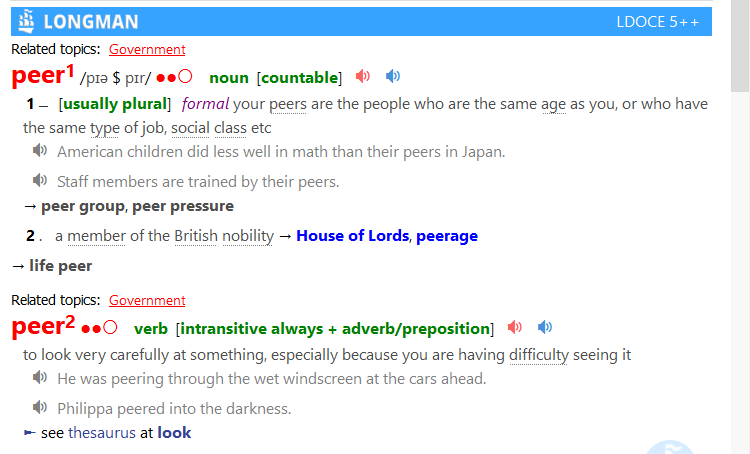 LONGMAN LDOCE 5++
Related topics: Government
peer1 /pɪə $ pɪr/ ●●○ noun [countable]
1 – [usually plural] formal your peers are the people who are the same age as you, or who have
the same type of job, social class etc
American children did less well in math than their peers in Japan.
Staff members are trained by their peers.
→ peer group, peer pressure
2 . a member of the British nobility → House of Lords, peerage
→ life peer
Related topics: Government
peer2 ●●○ verb [intransitive always + adverb/preposition]
to look very carefully at something, especially because you are having difficulty seeing it
He was peering through the wet windscreen at the cars ahead.
Philippa peered into the darkness.
► see thesaurus at look